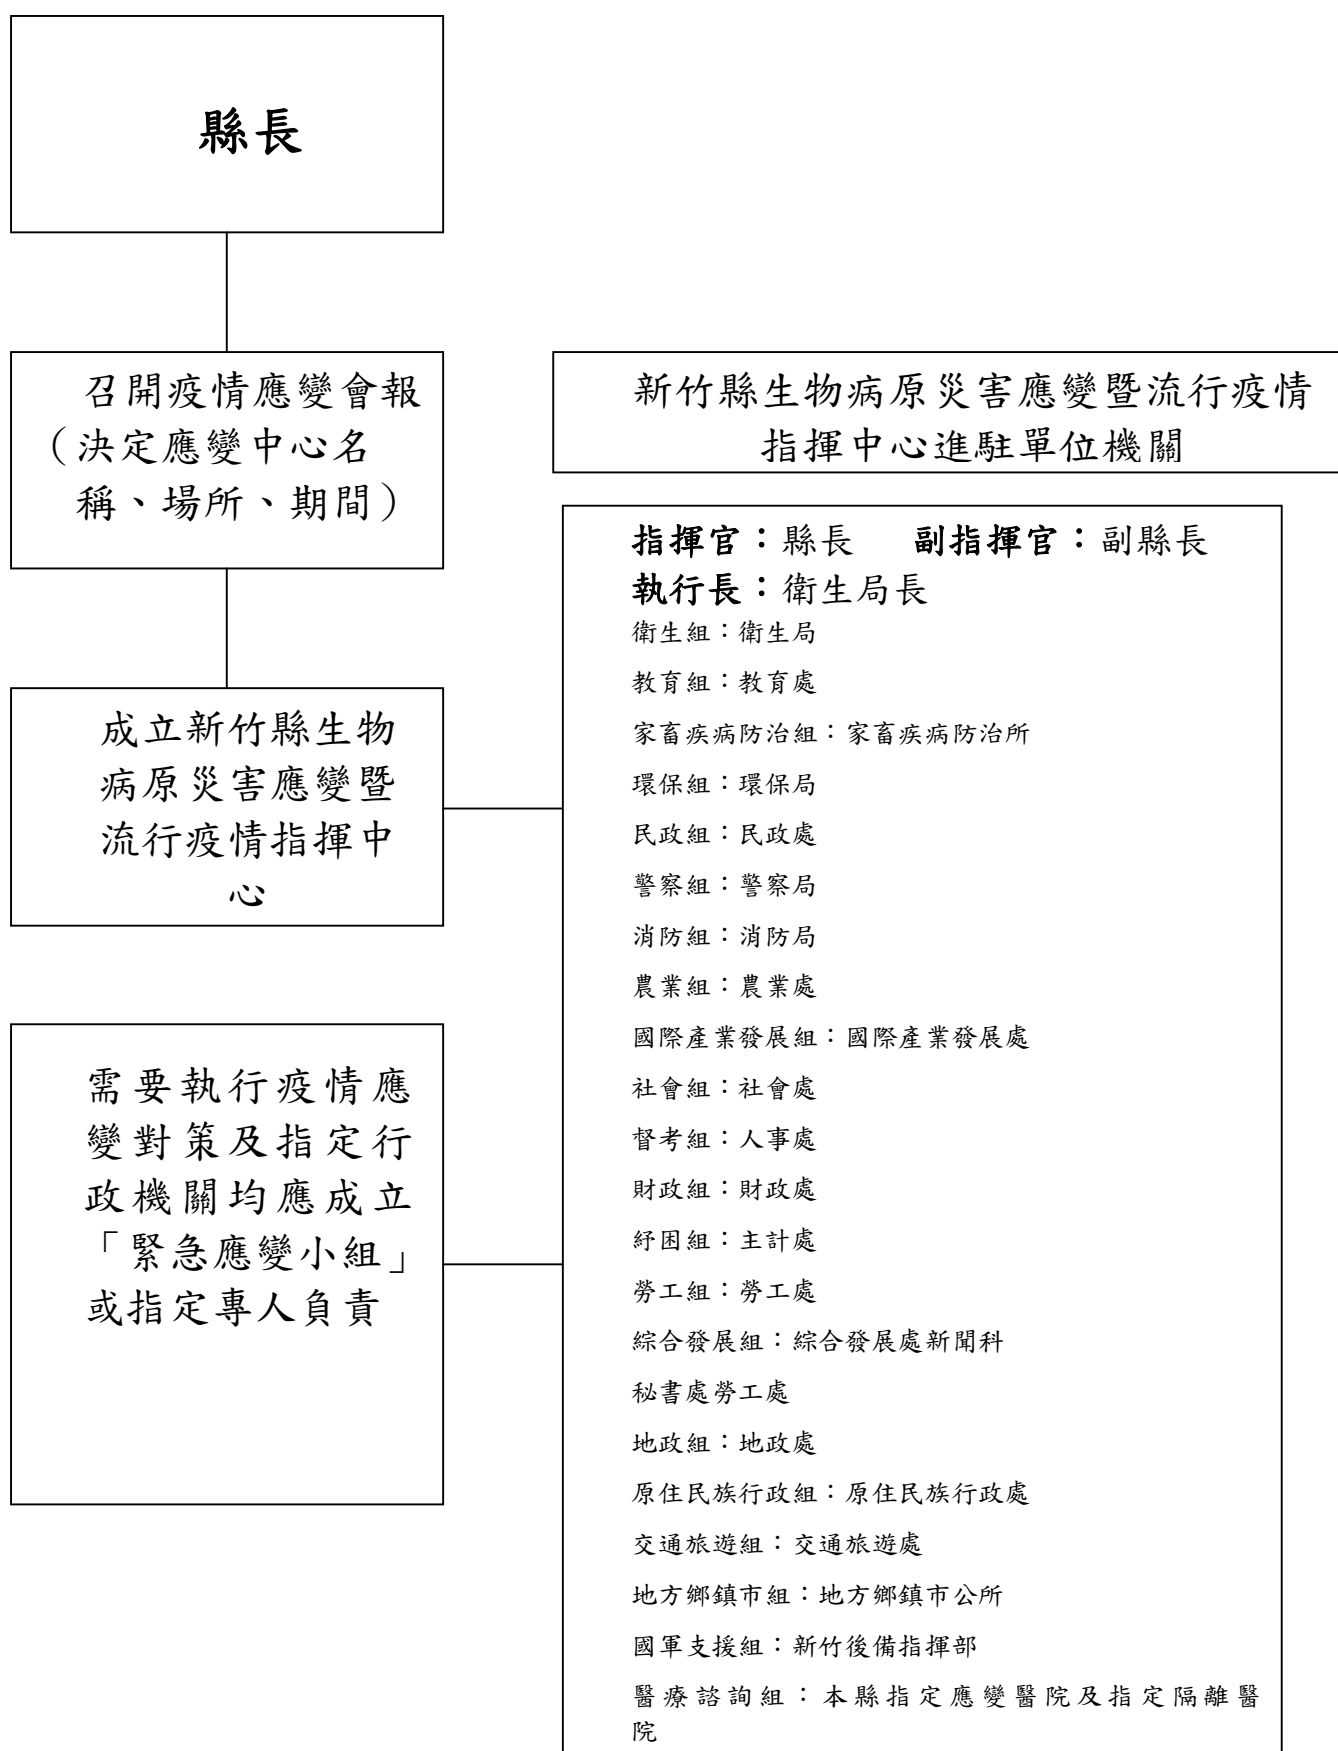 縣長
召開疫情應變會報
（決定應變中心名
稱、場所、期間）
成立新竹縣生物
病原災害應變暨
流行疫情指揮中
心
需要執行疫情應
變對策及指定行
政機關均應成立
「緊急應變小組」
或指定專人負責
新竹縣生物病原災害應變暨流行疫情
指揮中心進駐單位機關
指揮官：縣長　副指揮官：副縣長
執行長：衛生局長
衛生組：衛生局
教育組：教育處
家畜疾病防治組：家畜疾病防治所
環保組：環保局
民政組：民政處
警察組：警察局
消防組：消防局
農業組：農業處
國際產業發展組：國際產業發展處
社會組：社會處
督考組：人事處
財政組：財政處
紓困組：主計處
勞工組：勞工處
綜合發展組：綜合發展處新聞科
秘書處勞工處
地政組：地政處
原住民族行政組：原住民族行政處
交通旅遊組：交通旅遊處
地方鄉鎮市組：地方鄉鎮市公所
國軍支援組：新竹後備指揮部
醫療諮詢組：本縣指定應變醫院及指定隔離醫
院